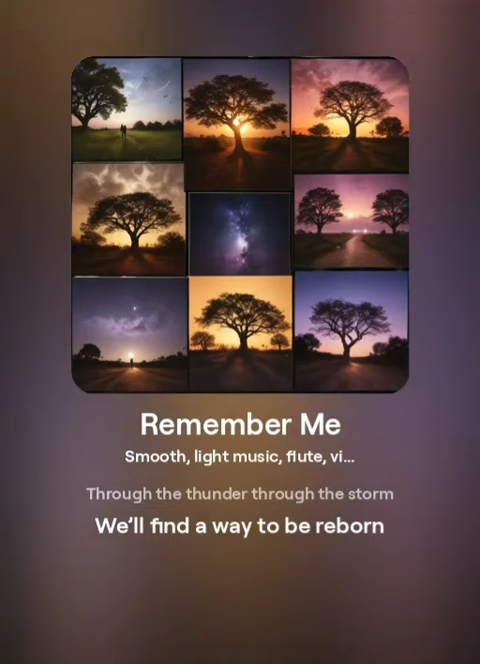 Remember Me
Smooth, light music, flute, vi...
Through the thunder through the storm
We'll find a way to be reborn